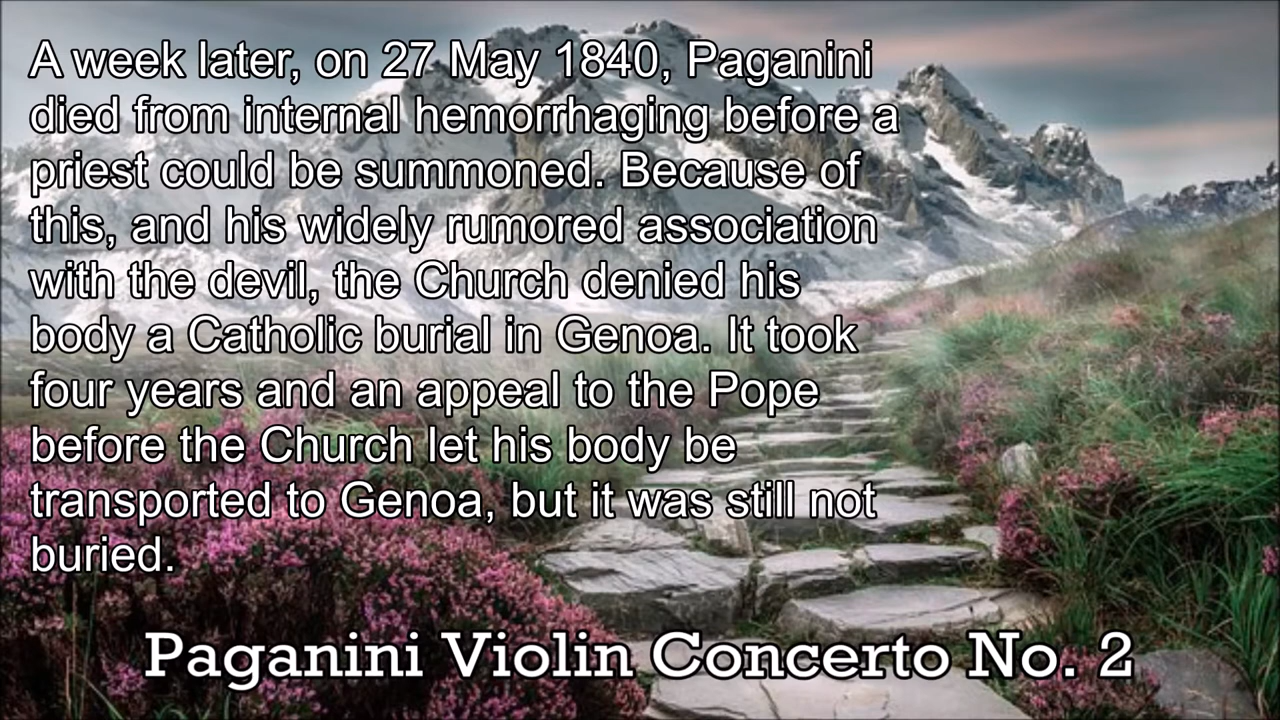 A week later, on 27 May 1840, Paganini
died from internal hemorrhaging before a
priest could be summoned. Because of
this, and his widely rumored association
with the devil, the Church denied his
body a Catholic burial in Genoa. It took
four years and an appeal to the Pope
before the Church let his body be
transported to Genoa, but it was still not
buried.
Paganini Violin Concerto No. 2